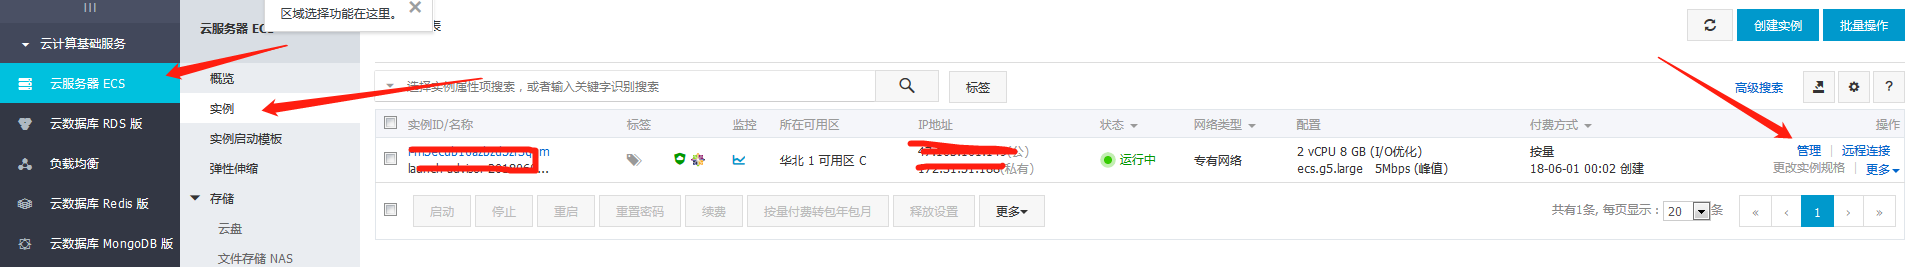 云计算基础服务
云服务器 ECS
云数据库 RDS 版
负载均衡
云数据库 Redis 版
云数据库 MongoDB 版
云服务器
概览
实例
实例启动模板
弹性伸缩
存储
云盘
文件存储 NAS
区域选择功能在这里。
表
创建实例
批量操作
选择实例属性项搜索，或者输入关键字识别搜索
标签
高级搜索
?
实例ID/名称 标签 监控 所在可用区 IP地址 状态 网络类型 配置 付费方式 操作
华北 1 可用区 C (公) 运行中 专有网络 2 vCPU 8 GB (I/O优化) 按量 管理 远程连接
(私有) ecs.g5.large 5Mbps (峰值) 18-06-01 00:02 创建 更改实例规格 更多
启动 停止 重启 重置密码 续费 按量付费转包年包月 释放设置 更多 共有1条, 每页显示：20条 « ‹ 1 › »